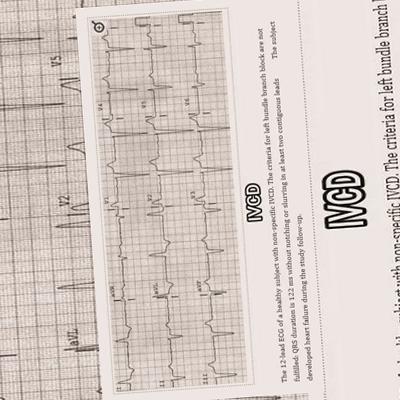 IVCD
The 12-lead ECG of a healthy subject with non-specific IVCD. The criteria for left bundle branch block are not
fulfilled: QRS duration is 122 ms without notching or slurring in at least two contiguous leads The subject
developed heart failure during the study follow-up.
I
aVR
V1
V4
II
aVL
V2
V5
III
aVF
V3
V6
aVL
V2
V5
IVCD
subject with non-specific IVCD. The criteria for left bundle branch